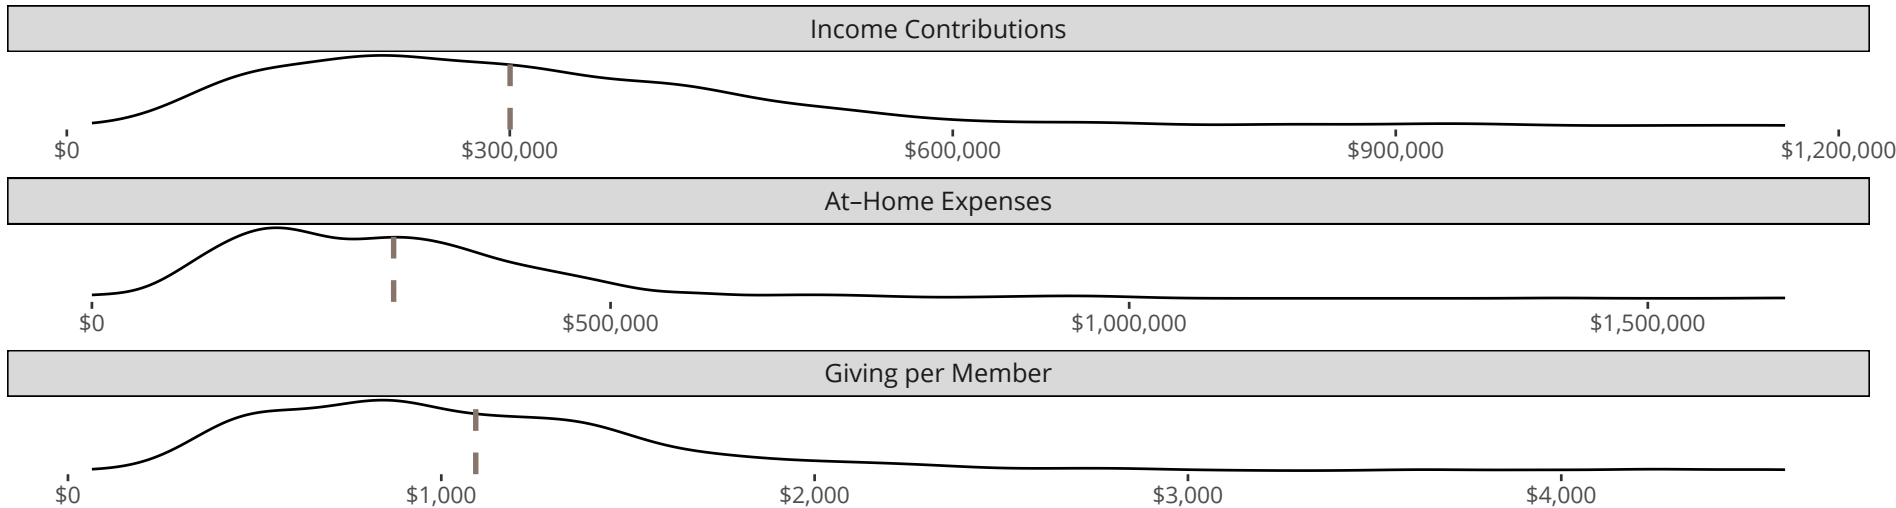 Income Contributions
$0 $300,000 $600,000 $900,000 $1,200,000
At–Home Expenses
$0 $500,000 $1,000,000 $1,500,000
Giving per Member
$0 $1,000 $2,000 $3,000 $4,000